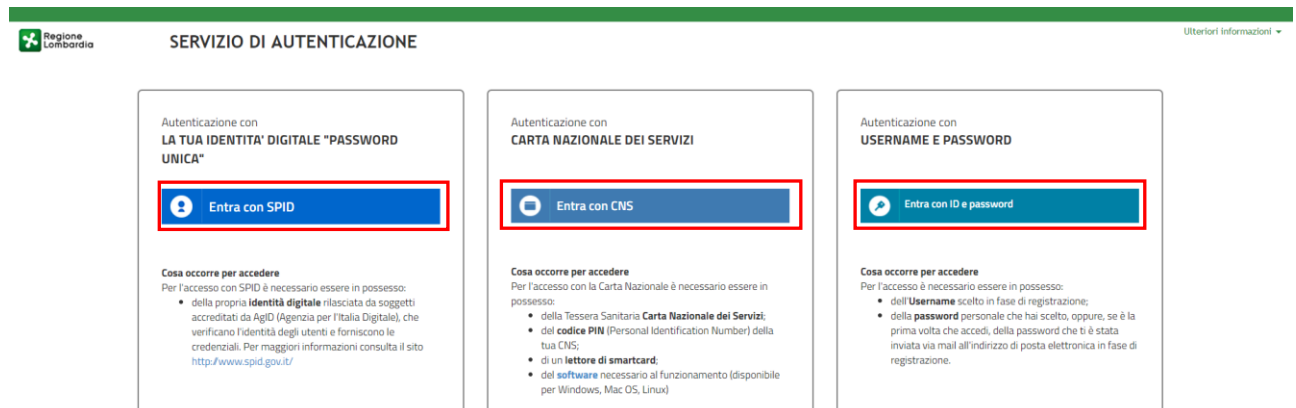 Regione
Lombardia
SERVIZIO DI AUTENTICAZIONE
Ulteriori informazioni
Autenticazione con
LA TUA IDENTITA' DIGITALE "PASSWORD
UNICA"
Entra con SPID
Cosa occorre per accedere
Per l'accesso con SPID è necessario essere in possesso:
• della propria identità digitale rilasciata da soggetti
accreditati da AgID (Agenzia per l'Italia Digitale), che
verificano l'identità degli utenti e forniscono le
credenziali. Per maggiori informazioni consulta il sito
http://www.spid.gov.it/
Autenticazione con
CARTA NAZIONALE DEI SERVIZI
Entra con CNS
Cosa occorre per accedere
Per l'accesso con la Carta Nazionale è necessario essere in
possesso:
• della Tessera Sanitaria Carta Nazionale dei Servizi;
• del codice PIN (Personal Identification Number) della
tua CNS;
• di un lettore di smartcard;
• del software necessario al funzionamento (disponibile
per Windows, Mac OS, Linux)
Autenticazione con
USERNAME E PASSWORD
Entra con ID e password
Cosa occorre per accedere
Per l'accesso è necessario essere in possesso:
• dell'Username scelto in fase di registrazione;
• della password personale che hai scelto, oppure, se è la
prima volta che accedi, della password che ti è stata
inviata via mail all'indirizzo di posta elettronica in fase di
registrazione.